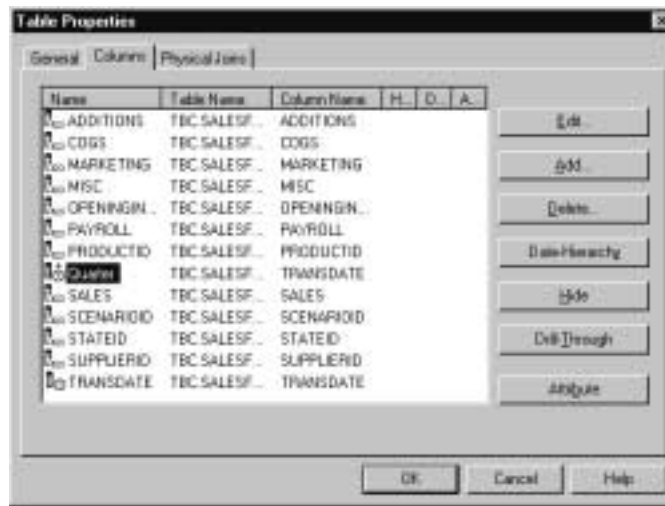 Table Properties
General Columns Physical Joins
Name Table Name Column Name H... D... A...
ADDITIONS TBC.SALESF... ADDITIONS
COGS TBC.SALESF... COGS
MARKETING TBC.SALESF... MARKETING
MISC TBC.SALESF... MISC
OPENINGIN... TBC.SALESF... OPENINGIN...
PAYROLL TBC.SALESF... PAYROLL
PRODUCTID TBC.SALESF... PRODUCTID
Quarter TBC.SALESF... TRANSDATE
SALES TBC.SALESF... SALES
SCENARIOID TBC.SALESF... SCENARIOID
STATEID TBC.SALESF... STATEID
SUPPLIERID TBC.SALESF... SUPPLIERID
TRANSDATE TBC.SALESF... TRANSDATE
Edit...
Add...
Delete...
Date-Hierarchy
Hide
Drill-Through
Attribute
OK Cancel Help